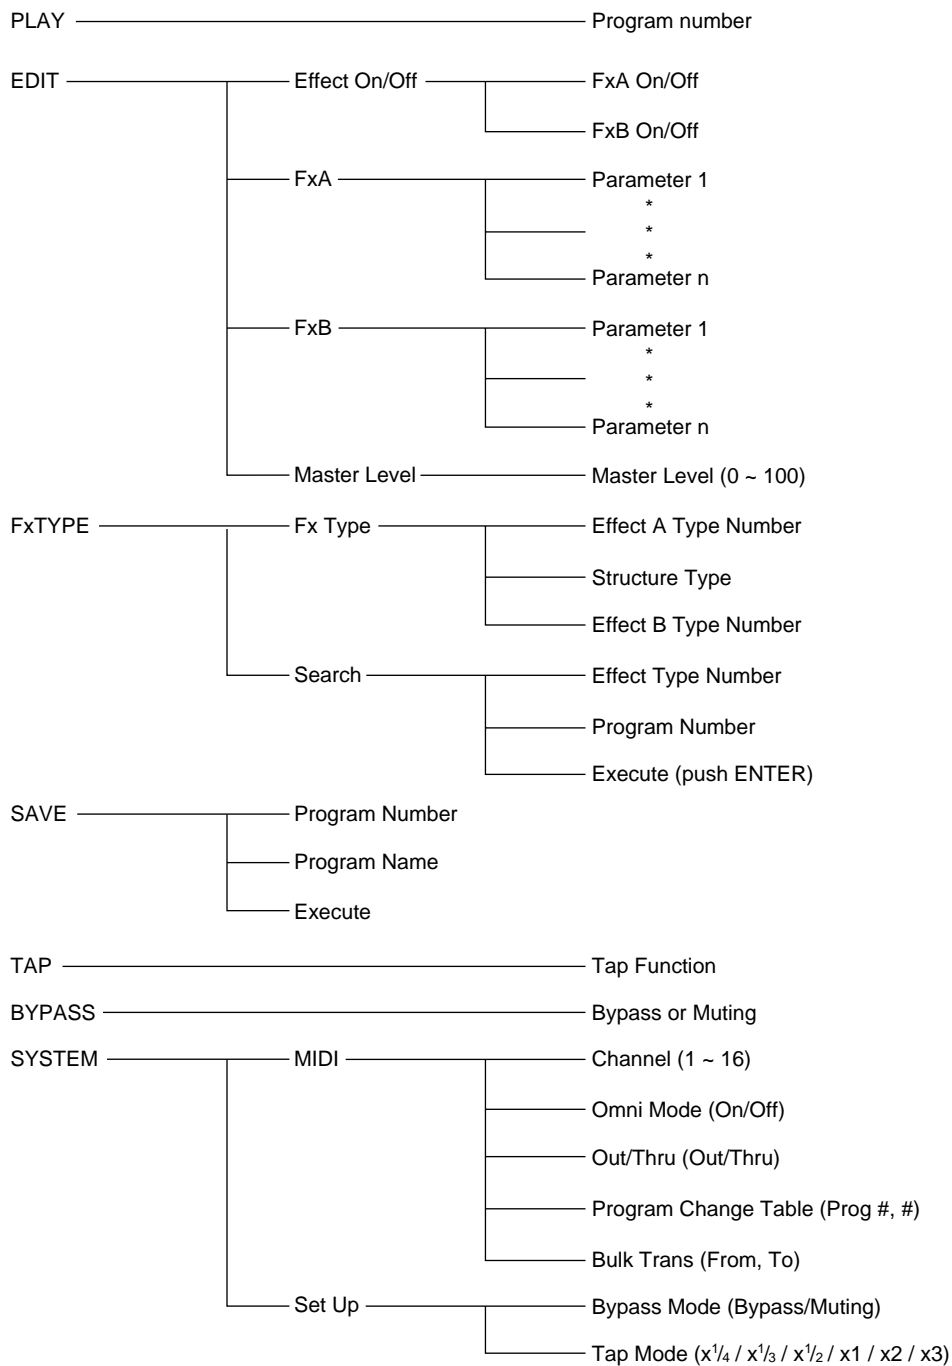 PLAY Program number
EDIT Effect On/Off FxA On/Off
FxB On/Off
FxA Parameter 1
*
*
*
Parameter n
FxB Parameter 1
*
*
*
Parameter n
Master Level Master Level (0 ~ 100)
FxTYPE Fx Type Effect A Type Number
Structure Type
Effect B Type Number
Search Effect Type Number
Program Number
Execute (push ENTER)
SAVE Program Number
Program Name
Execute
TAP Tap Function
BYPASS Bypass or Muting
SYSTEM MIDI Channel (1 ~ 16)
Omni Mode (On/Off)
Out/Thru (Out/Thru)
Program Change Table (Prog #, #)
Bulk Trans (From, To)
Set Up Bypass Mode (Bypass/Muting)
Tap Mode (x1/4 / x1/3 / x1/2 / x1 / x2 / x3)